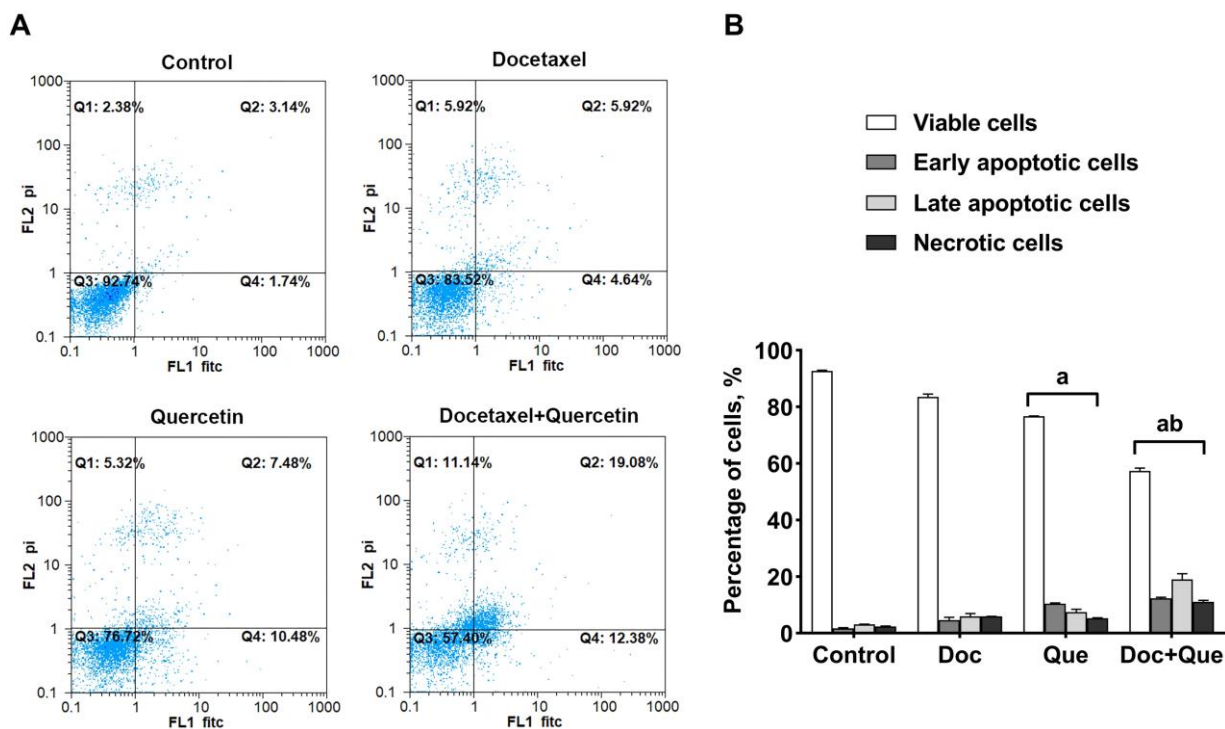 A
Control
1000
100
10
1
0.1
FL2 pi
Q1: 2.38%
Q2: 3.14%
Q3: 92.74%
Q4: 1.74%
0.1
1
10
100
1000
FL1 fitc
Docetaxel
1000
100
10
1
0.1
FL2 pi
Q1: 5.92%
Q2: 5.92%
Q3: 83.52%
Q4: 4.64%
0.1
1
10
100
1000
FL1 fitc
Quercetin
1000
100
10
1
0.1
FL2 pi
Q1: 5.32%
Q2: 7.48%
Q3: 76.72%
Q4: 10.48%
0.1
1
10
100
1000
FL1 fitc
Docetaxel+Quercetin
1000
100
10
1
0.1
FL2 pi
Q1: 11.14%
Q2: 19.08%
Q3: 57.40%
Q4: 12.38%
0.1
1
10
100
1000
FL1 fitc
B
Viable cells
Early apoptotic cells
Late apoptotic cells
Necrotic cells
Percentage of cells, %
100
80
60
40
20
0
a
ab
Control
Doc
Que
Doc+Que